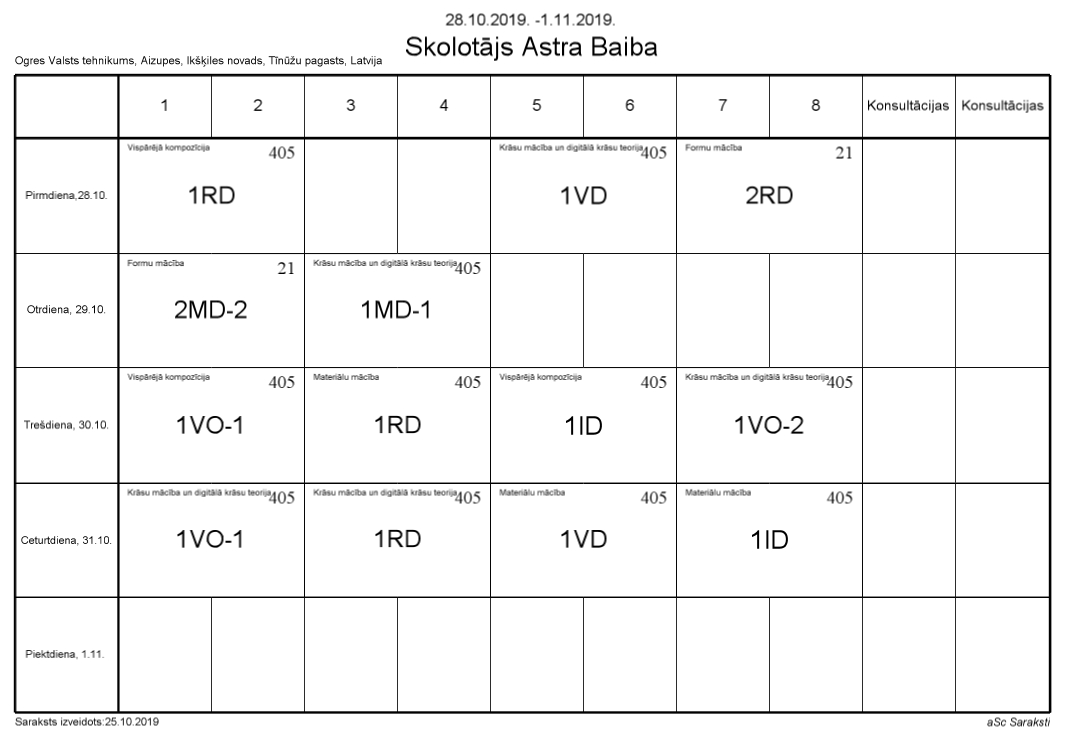 28.10.2019. -1.11.2019.
Skolotājs Astra Baiba
Ogres Valsts tehnikums, Aizupes, Ikšķiles novads, Tīnūžu pagasts, Latvija
1 2 3 4 5 6 7 8 Konsultācijas Konsultācijas
Pirmdiena,28.10.
Vispārējā kompozīcija 405
1RD
Krāsu mācība un digitālā krāsu teorija 405
1VD
Formu mācība 21
2RD
Otrdiena, 29.10.
Formu mācība 21
2MD-2
Krāsu mācība un digitālā krāsu teorija 405
1MD-1
Trešdiena, 30.10.
Vispārējā kompozīcija 405
1VO-1
Materiālu mācība 405
1RD
Vispārējā kompozīcija 405
1ID
Krāsu mācība un digitālā krāsu teorija 405
1VO-2
Ceturtdiena, 31.10.
Krāsu mācība un digitālā krāsu teorija 405
1VO-1
Krāsu mācība un digitālā krāsu teorija 405
1RD
Materiālu mācība 405
1VD
Materiālu mācība 405
1ID
Piektdiena, 1.11.
Saraksts izveidots:25.10.2019
aSc Saraksti